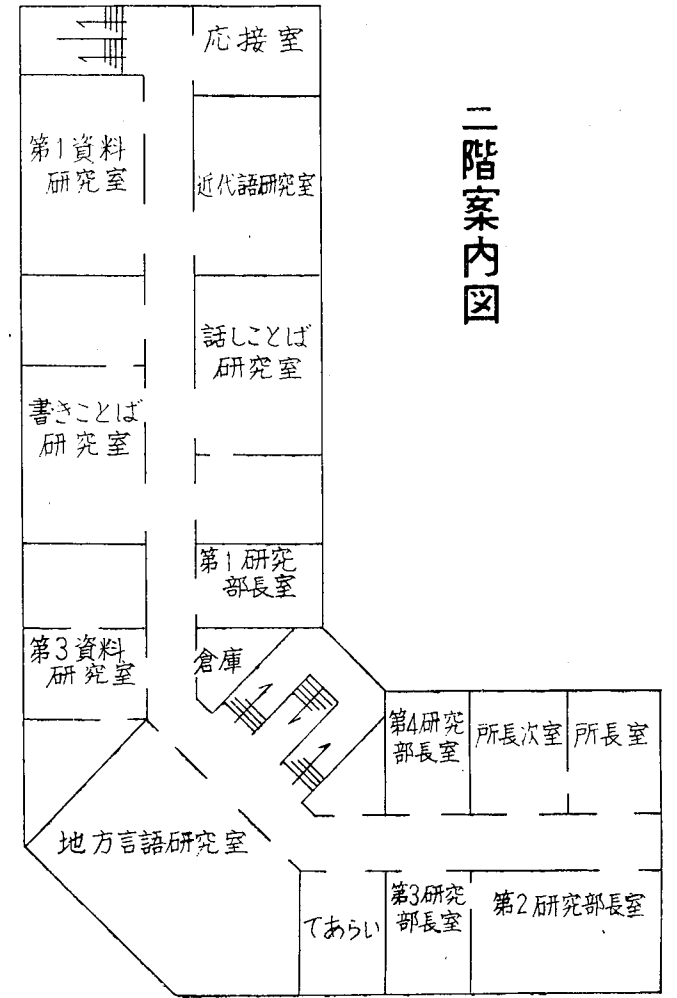 二階案内図
応接室
第1資料
研究室
近代語研究室
話しことば
研究室
書きことば
研究室
第1研究
部長室
第3資料
研究室
倉庫
第4研究
部長室
所長次室
所長室
地方言語研究室
てあらい
第3研究
部長室
第2研究部長室